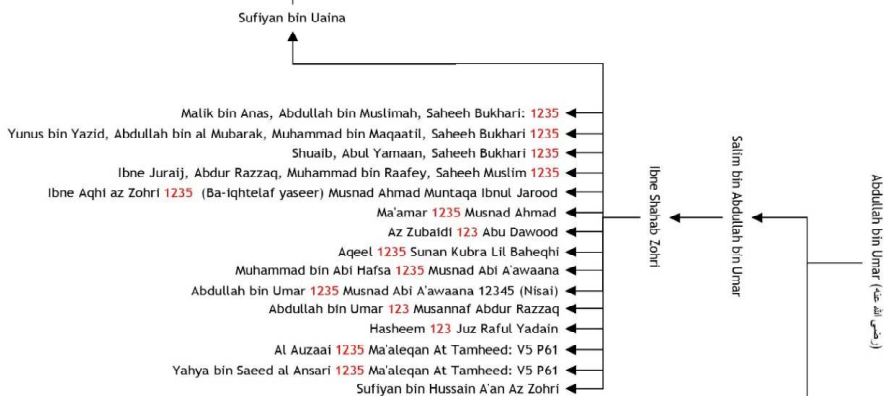 Sufiyan bin Uaina
Malik bin Anas, Abdullah bin Muslimah, Saheeh Bukhari: 1235
Yunus bin Yazid, Abdullah bin al Mubarak, Muhammad bin Maqaatil, Saheeh Bukhari 1235
Shuaib, Abul Yamaan, Saheeh Bukhari 1235
Ibne Juraij, Abdur Razzaq, Muhammad bin Raafey, Saheeh Muslim 1235
Ibne Aqhi az Zohri 1235 (Ba-iqhtelaf yaseer) Musnad Ahmad Muntaqa Ibnul Jarood
Ma'amar 1235 Musnad Ahmad
Az Zubaidi 123 Abu Dawood
Aqeel 1235 Sunan Kubra Lil Baheqhi
Muhammad bin Abi Hafsa 1235 Musnad Abi A'awaana
Abdullah bin Umar 1235 Musnad Abi A'awaana 12345 (Nisai)
Abdullah bin Umar 123 Musannaf Abdur Razzaq
Hasheem 123 Juz Raful Yadain
Al Auzaai 1235 Ma'aleqan At Tamheed: V5 P61
Yahya bin Saeed al Ansari 1235 Ma'aleqan At Tamheed: V5 P61
Sufiyan bin Hussain A'an Az Zohri
Ibne Shahab Zohri
Salim bin Abdullah bin Umar
Abdullah bin Umar (رضی اللہ عنہ)